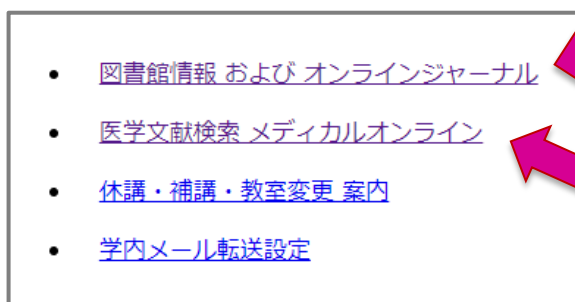 図書館情報 および オンラインジャーナル
医学文献検索 メディカルオンライン
休講・補講・教室変更 案内
学内メール転送設定